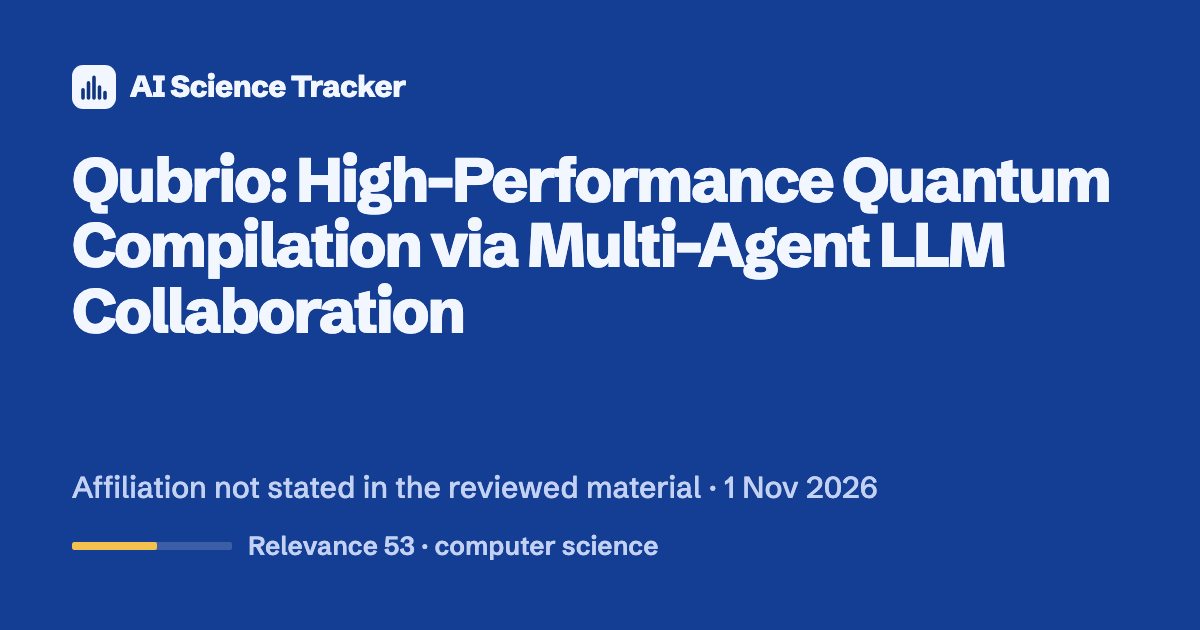 AI Science Tracker
Qubrio: High-Performance Quantum
Compilation via Multi-Agent LLM
Collaboration
Affiliation not stated in the reviewed material · 1 Nov 2026
Relevance 53 · computer science